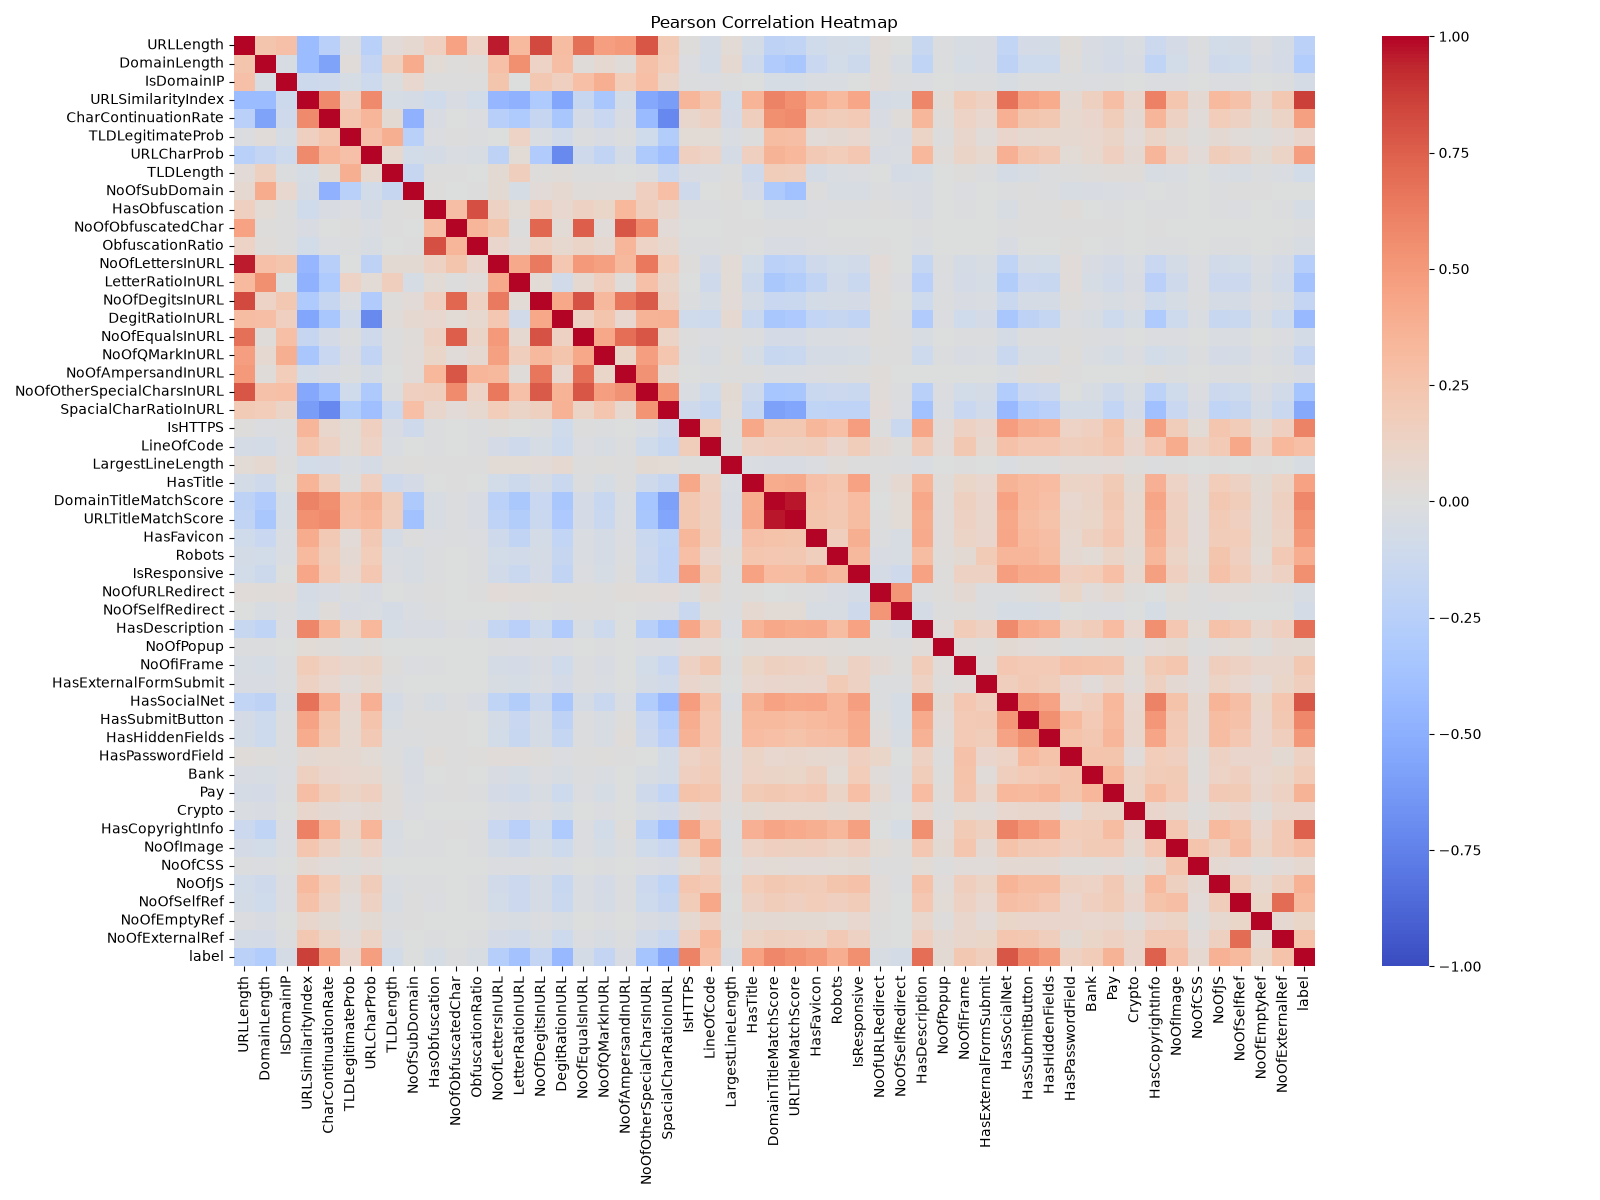 Pearson Correlation Heatmap
URLLength
DomainLength
IsDomainIP
URLSimilarityIndex
CharContinuationRate
TLDLegitimateProb
URLCharProb
TLDLength
NoOfSubDomain
HasObfuscation
NoOfObfuscatedChar
ObfuscationRatio
NoOfLettersInURL
LetterRatioInURL
NoOfDegitsInURL
DegitRatioInURL
NoOfEqualsInURL
NoOfQMarkInURL
NoOfAmpersandInURL
NoOfOtherSpecialCharsInURL
SpacialCharRatioInURL
IsHTTPS
LineOfCode
LargestLineLength
HasTitle
DomainTitleMatchScore
URLTitleMatchScore
HasFavicon
Robots
IsResponsive
NoOfURLRedirect
NoOfSelfRedirect
HasDescription
NoOfPopup
NoOfiFrame
HasExternalFormSubmit
HasSocialNet
HasSubmitButton
HasHiddenFields
HasPasswordField
Bank
Pay
Crypto
HasCopyrightInfo
NoOfImage
NoOfCSS
NoOfJS
NoOfSelfRef
NoOfEmptyRef
NoOfExternalRef
label
URLLength
DomainLength
IsDomainIP
URLSimilarityIndex
CharContinuationRate
TLDLegitimateProb
URLCharProb
TLDLength
NoOfSubDomain
HasObfuscation
NoOfObfuscatedChar
ObfuscationRatio
NoOfLettersInURL
LetterRatioInURL
NoOfDegitsInURL
DegitRatioInURL
NoOfEqualsInURL
NoOfQMarkInURL
NoOfAmpersandInURL
NoOfOtherSpecialCharsInURL
SpacialCharRatioInURL
IsHTTPS
LineOfCode
LargestLineLength
HasTitle
DomainTitleMatchScore
URLTitleMatchScore
HasFavicon
Robots
IsResponsive
NoOfURLRedirect
NoOfSelfRedirect
HasDescription
NoOfPopup
NoOfiFrame
HasExternalFormSubmit
HasSocialNet
HasSubmitButton
HasHiddenFields
HasPasswordField
Bank
Pay
Crypto
HasCopyrightInfo
NoOfImage
NoOfCSS
NoOfJS
NoOfSelfRef
NoOfEmptyRef
NoOfExternalRef
label
1.00
0.75
0.50
0.25
0.00
−0.25
−0.50
−0.75
−1.00